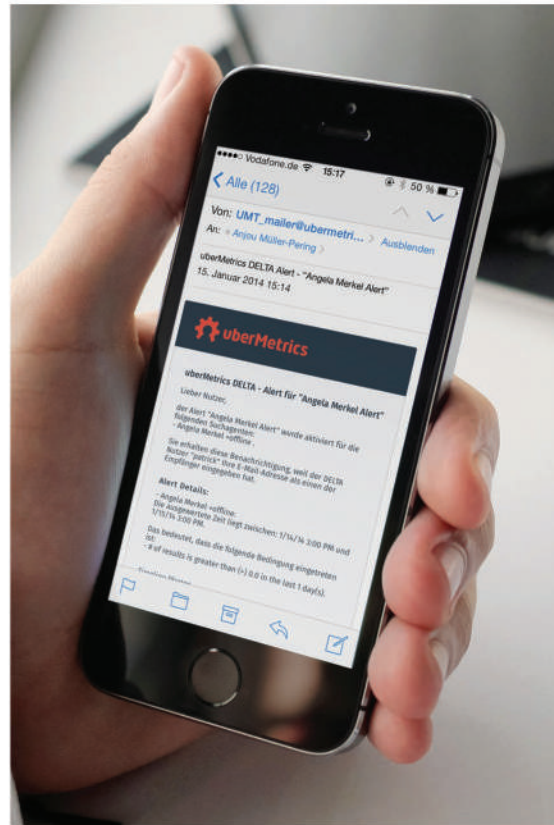 Vodafone.de 15:17 50 %
Alle (128)
Von: UMT_mailer@ubermetri... Ausblenden
An: Anjou Müller-Pering
uberMetrics DELTA Alert - "Angela Merkel Alert"
15. Januar 2014 15:14
uberMetrics
uberMetrics DELTA - Alert für "Angela Merkel Alert"
Lieber Nutzer,
der Alert "Angela Merkel Alert" wurde aktiviert für die
folgenden Suchagenten:
- Angela Merkel +offline .
Sie erhalten diese Benachrichtigung, weil der DELTA
Nutzer "patrick" Ihre E-Mail-Adresse als einen der
Empfänger eingegeben hat.
Alert Details:
- Angela Merkel +offline:
Die Ausgewertete Zeit liegt zwischen: 1/14/14 3:00 PM und
1/15/14 3:00 PM.
Das bedeutet, dass die folgende Bedingung eingetreten
ist:
- # of results is greater than (>) 0.0 in the last 1 day(s).